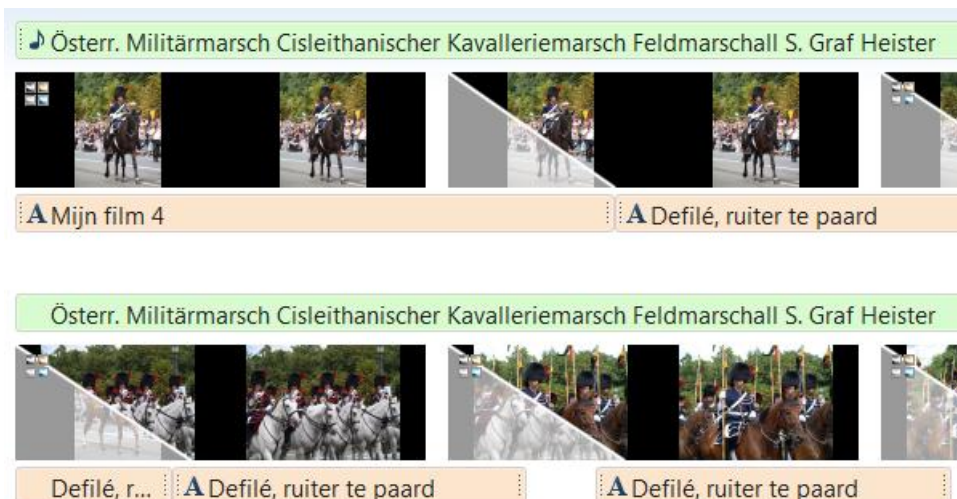 Österr. Militärmarsch Cisleithanischer Kavalleriemarsch Feldmarschall S. Graf Heister
A Mijn film 4
A Defilé, ruiter te paard
Österr. Militärmarsch Cisleithanischer Kavalleriemarsch Feldmarschall S. Graf Heister
Defilé, r...
A Defilé, ruiter te paard
A Defilé, ruiter te paard